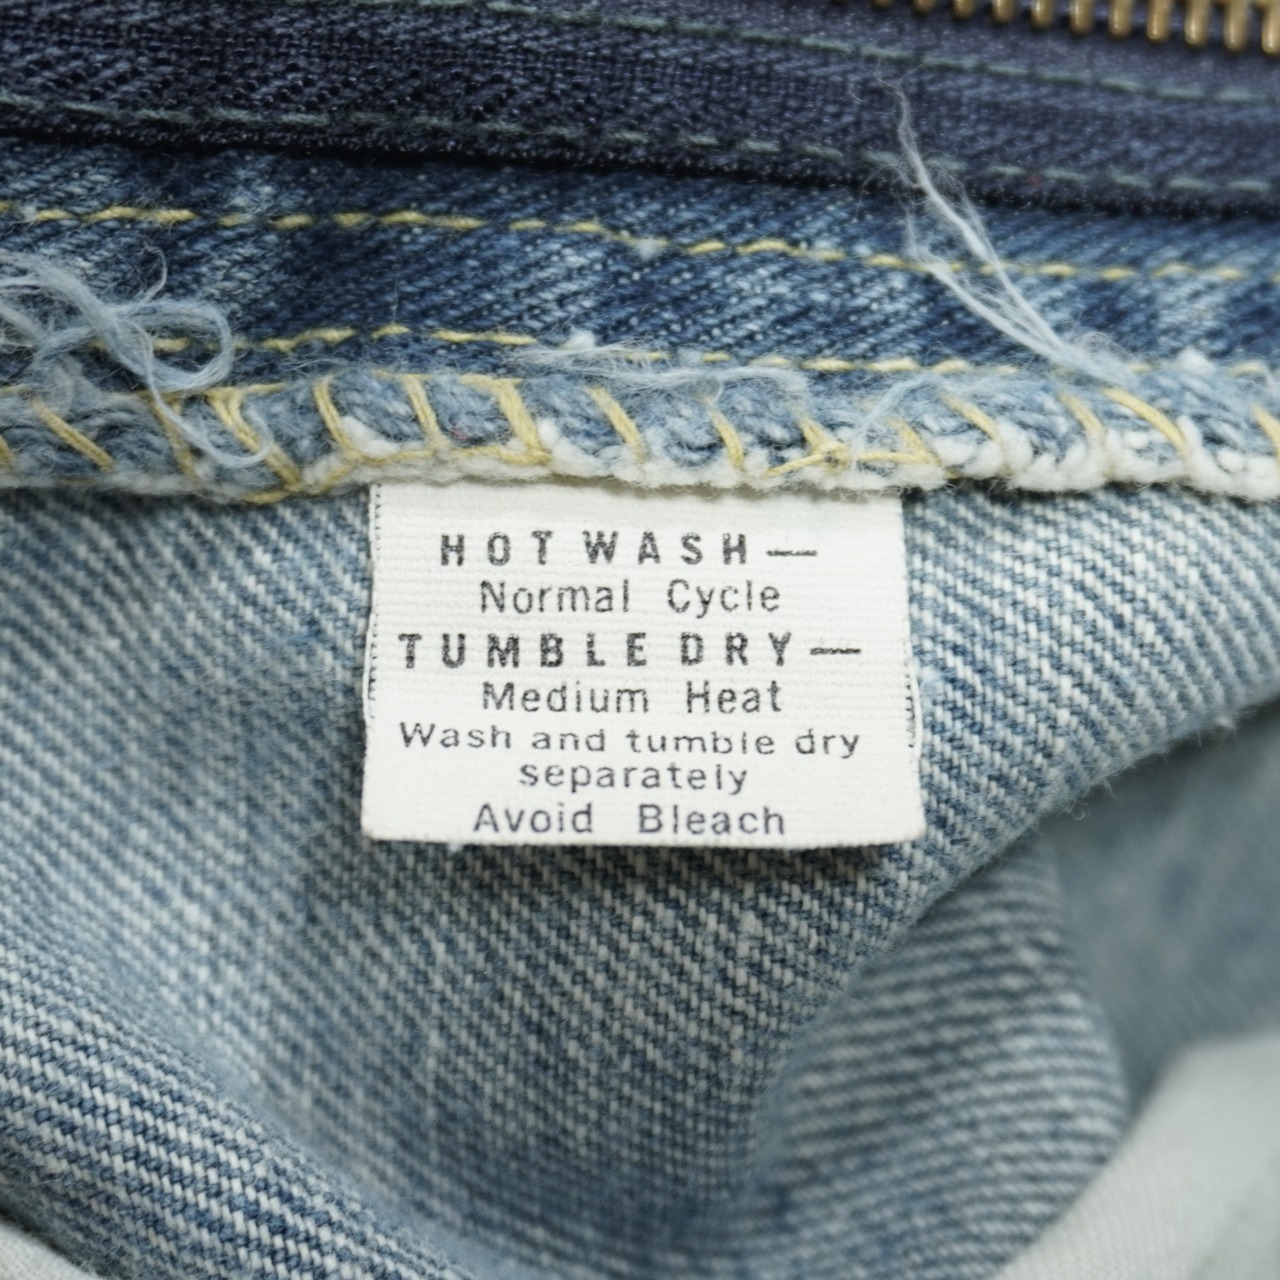 HOT WASH—
Normal Cycle
TUMBLE DRY—
Medium Heat
Wash and tumble dry
separately
Avoid Bleach